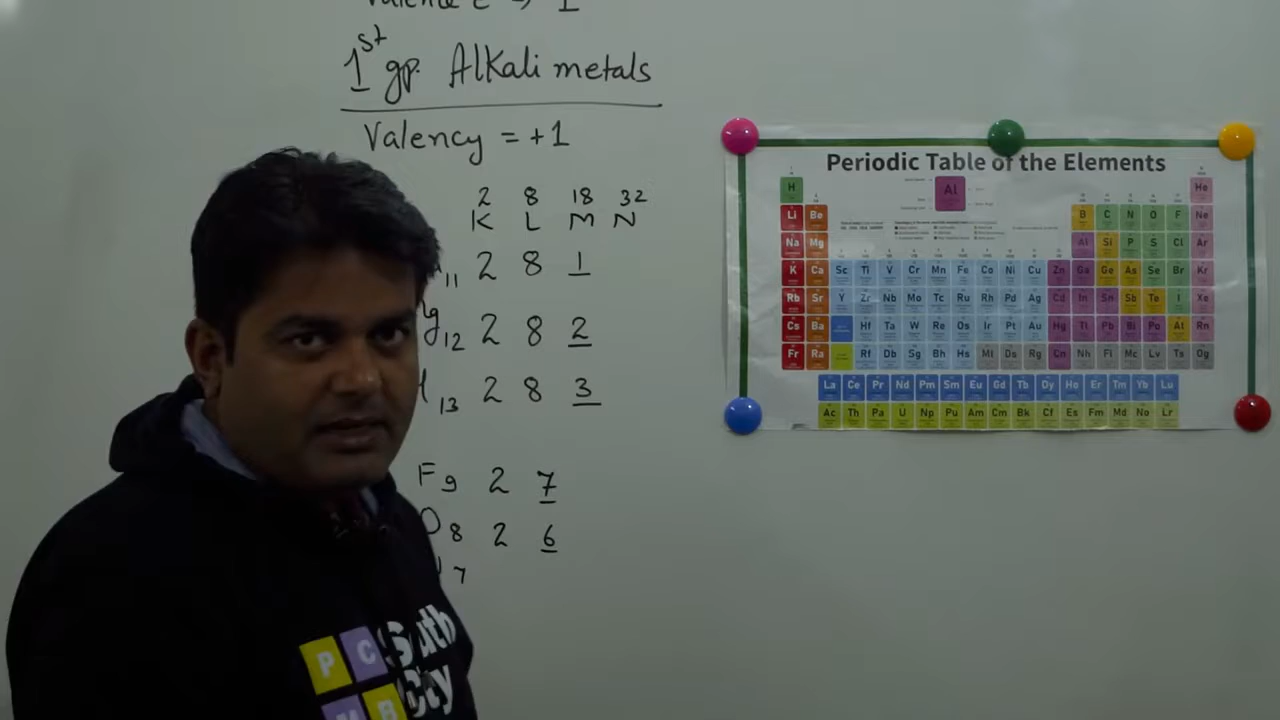 1st gp. Alkali metals
Valency = +1
2 8 18 32
K L M N
11 2 8 1
g12 2 8 2
13 2 8 3
F9 2 7
O8 2 6
7
Periodic Table of the Elements
Al
H He
Li Be B C N O F Ne
Na Mg Al Si P S Cl Ar
K Ca Sc Ti V Cr Mn Fe Co Ni Cu Zn Ga Ge As Se Br Kr
Rb Sr Y Zr Nb Mo Tc Ru Rh Pd Ag Cd In Sn Sb Te I Xe
Cs Ba Hf Ta W Re Os Ir Pt Au Hg Tl Pb Bi Po At Rn
Fr Ra Rf Db Sg Bh Hs Mt Ds Rg Cn Nh Fl Mc Lv Ts Og
La Ce Pr Nd Pm Sm Eu Gd Tb Dy Ho Er Tm Yb Lu
Ac Th Pa U Np Pu Am Cm Bk Cf Es Fm Md No Lr
P C
B
South
City